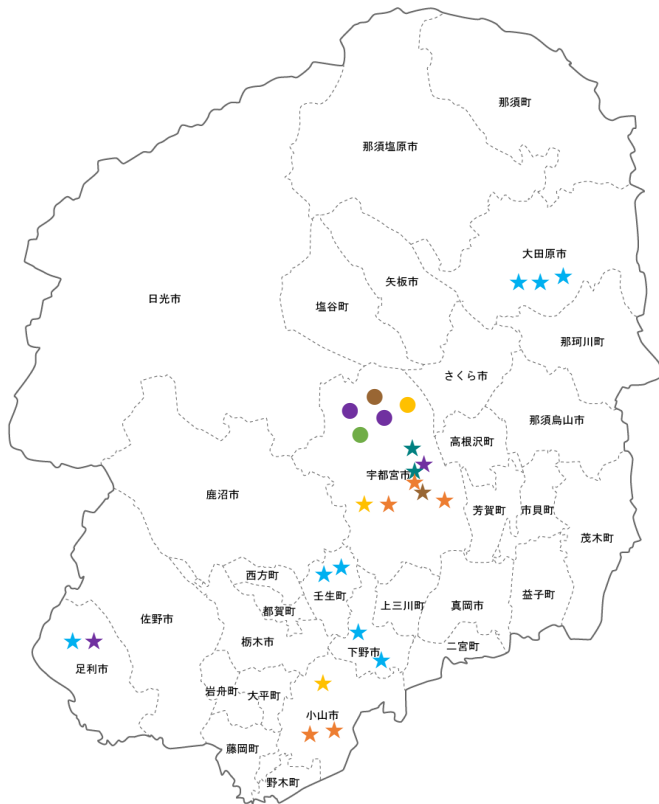 那須町
那須塩原市
大田原市
矢板市
日光市
塩谷町
那珂川町
さくら市
那須烏山市
高根沢町
宇都宮市
鹿沼市
芳賀町
市貝町
茂木町
西方町
壬生町
益子町
都賀町
上三川町
真岡市
佐野市
栃木市
下野市
二宮町
足利市
岩舟町
大平町
小山市
藤岡町
野木町